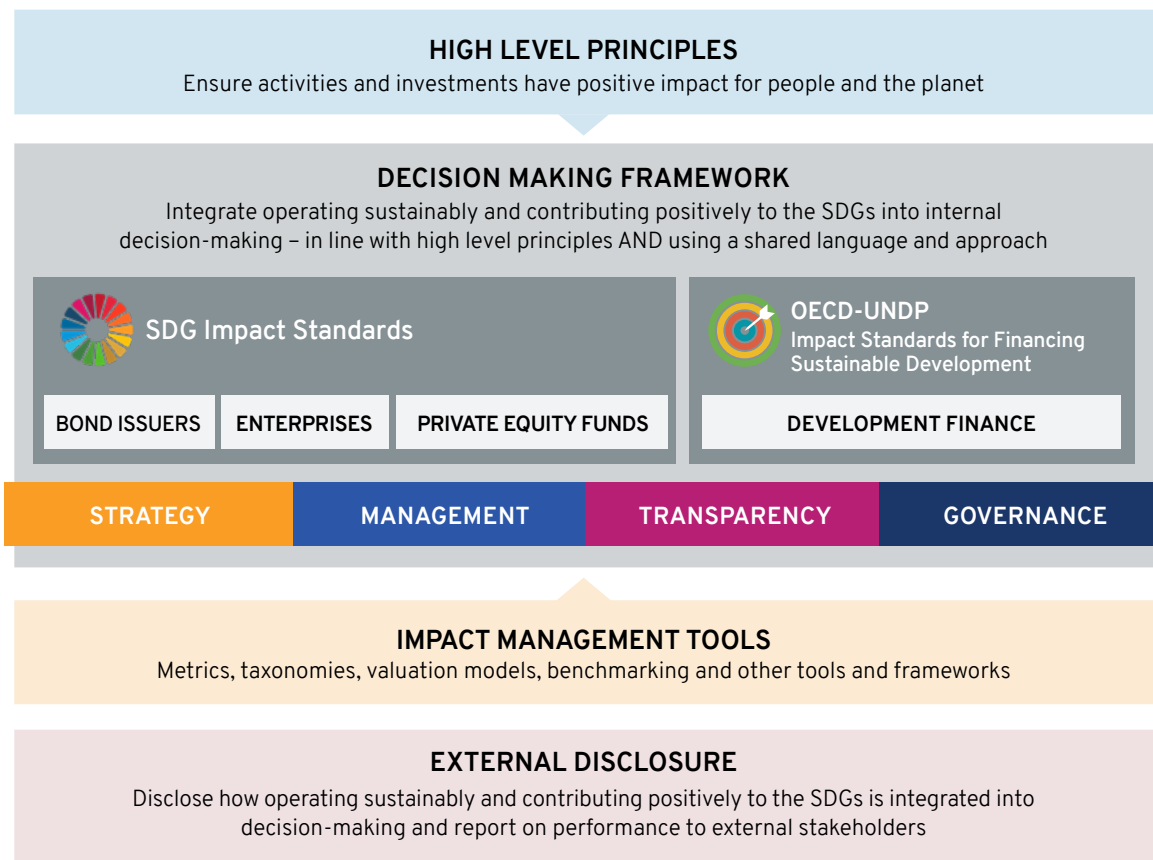 HIGH LEVEL PRINCIPLES
Ensure activities and investments have positive impact for people and the planet
DECISION MAKING FRAMEWORK
Integrate operating sustainably and contributing positively to the SDGs into internal
decision-making – in line with high level principles AND using a shared language and approach
SDG Impact Standards
BOND ISSUERS
ENTERPRISES
PRIVATE EQUITY FUNDS
OECD-UNDP
Impact Standards for Financing
Sustainable Development
DEVELOPMENT FINANCE
STRATEGY
MANAGEMENT
TRANSPARENCY
GOVERNANCE
IMPACT MANAGEMENT TOOLS
Metrics, taxonomies, valuation models, benchmarking and other tools and frameworks
EXTERNAL DISCLOSURE
Disclose how operating sustainably and contributing positively to the SDGs is integrated into
decision-making and report on performance to external stakeholders